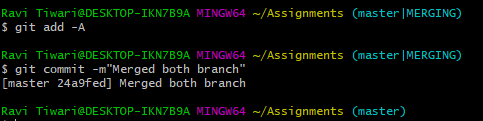 Ravi Tiwari@DESKTOP-IKN7B9A MINGW64 ~/Assignments (master|MERGING)
$ git add -A
Ravi Tiwari@DESKTOP-IKN7B9A MINGW64 ~/Assignments (master|MERGING)
$ git commit -m"Merged both branch"
[master 24a9fed] Merged both branch
Ravi Tiwari@DESKTOP-IKN7B9A MINGW64 ~/Assignments (master)